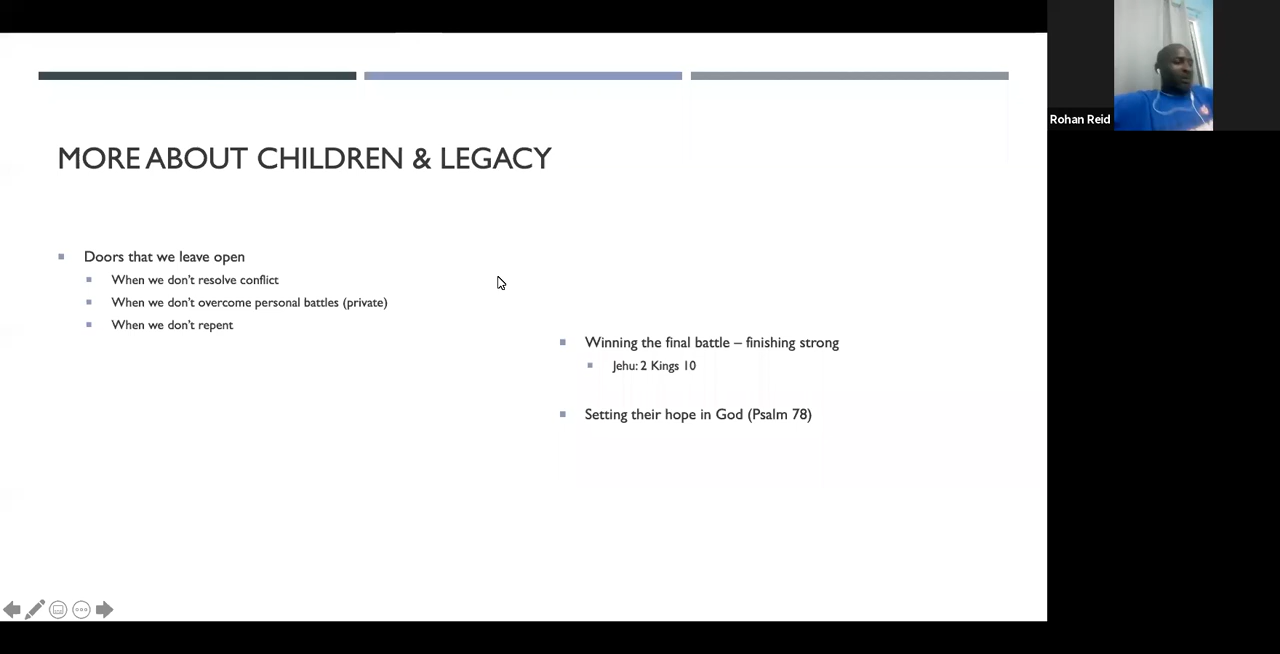 MORE ABOUT CHILDREN & LEGACY
Doors that we leave open
When we don't resolve conflict
When we don't overcome personal battles (private)
When we don't repent
Winning the final battle – finishing strong
Jehu: 2 Kings 10
Setting their hope in God (Psalm 78)
Rohan Reid